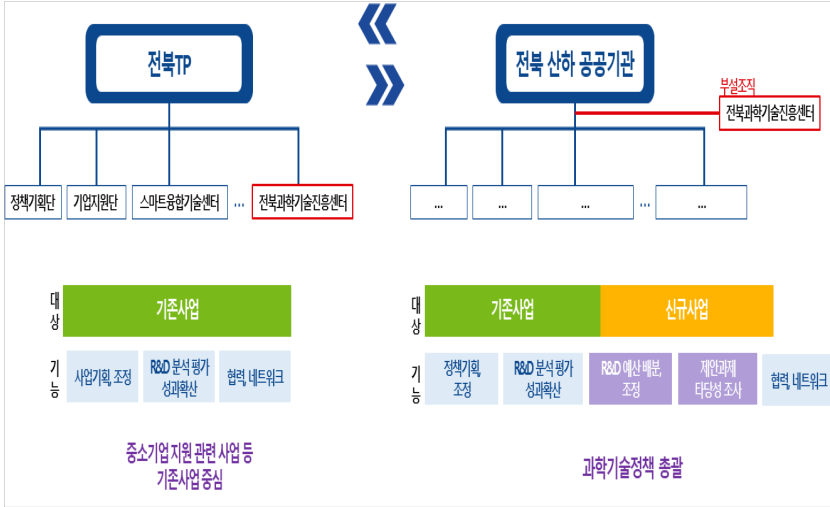 전북TP
전북 산하 공공기관
부설조직
전북과학기술진흥센터
정책기획단
기업지원단
스마트융합기술센터
...
전북과학기술진흥센터
...
...
...
...
...
대상
기존사업
기능
사업기획, 조정
R&D 분석 평가
성과확산
협력, 네트워크
중소기업 지원 관련 사업 등
기존사업 중심
대상
기존사업
신규사업
기능
정책기획,
조정
R&D 분석 평가
성과확산
R&D 예산 배분,
조정
제안과제
타당성 조사
협력, 네트워크
과학기술정책 총괄